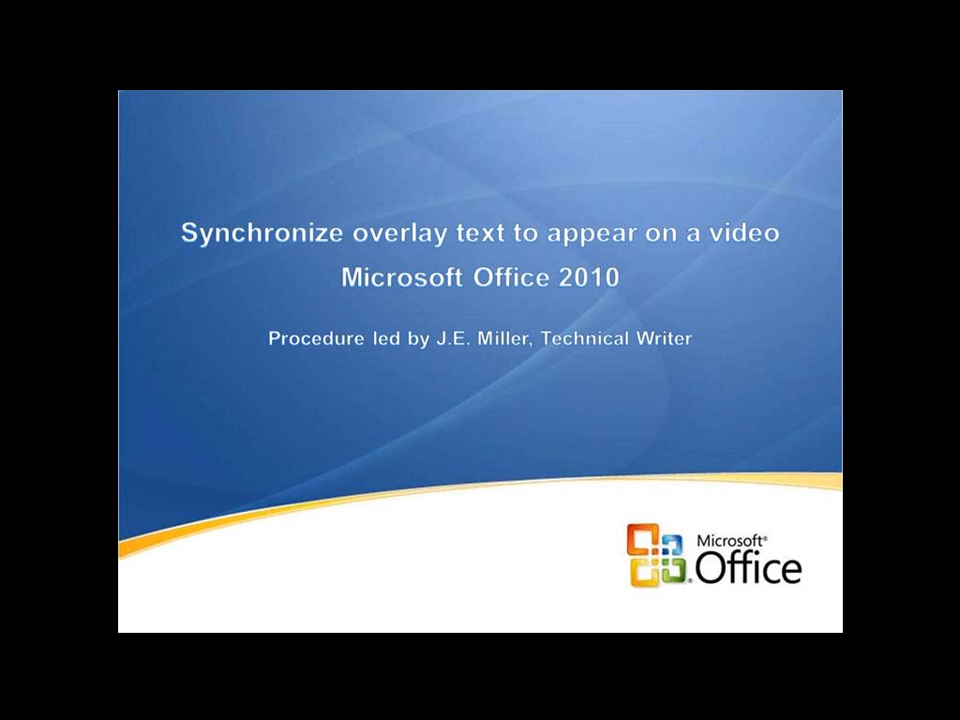 Synchronize overlay text to appear on a video
Microsoft Office 2010
Procedure led by J.E. Miller, Technical Writer
Microsoft®
Office